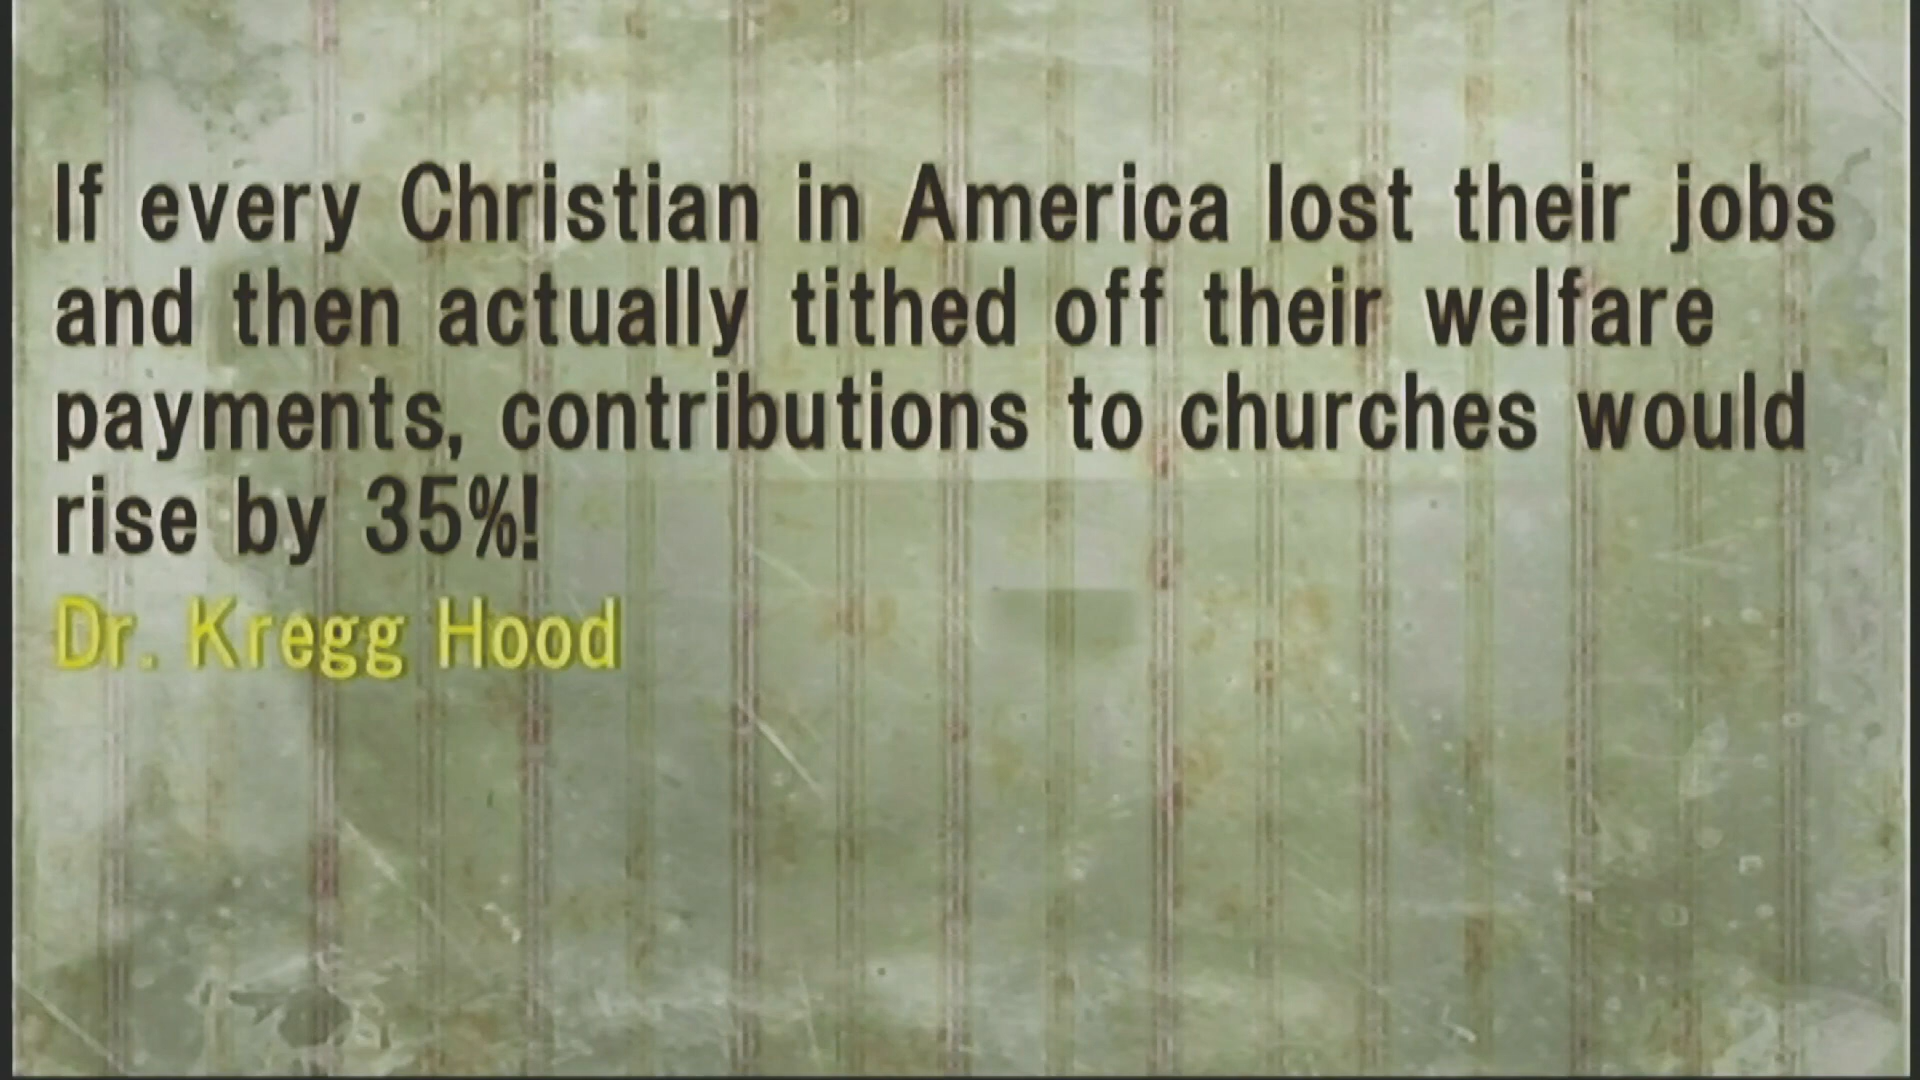 If every Christian in America lost their jobs
and then actually tithed off their welfare
payments, contributions to churches would
rise by 35%!
Dr. Kregg Hood